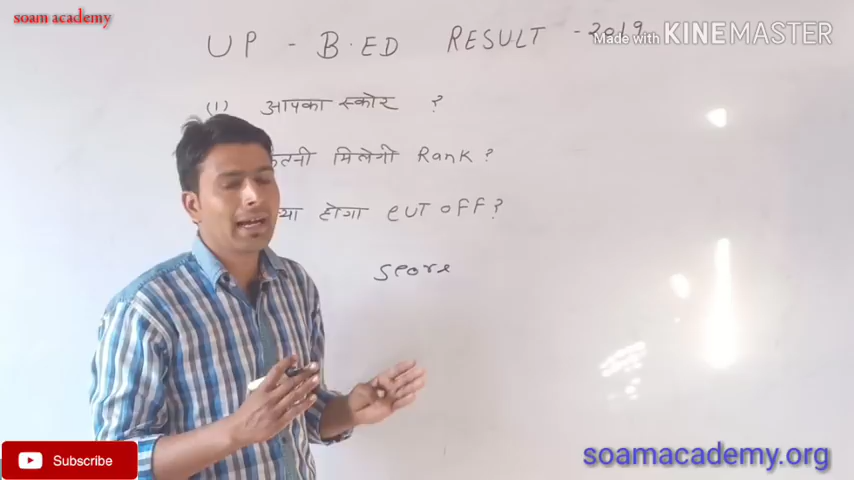 soam academy
UP - B.ED RESULT - 2019
Made with KINEMASTER
(1) आपका स्कोर ?
मिलेगी Rank ?
होगा CUT OFF ?
Score
Subscribe
soamacademy.org